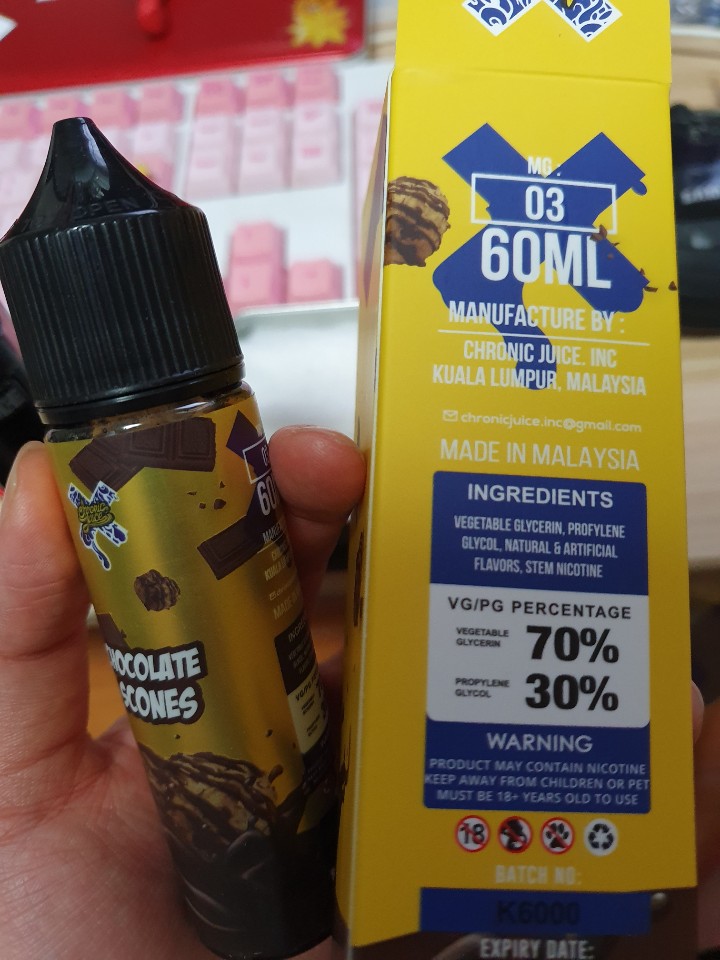 OPEN
CHRONIC
JUICE
CHOCOLATE
SCONES
MG :
03
60ML
MANUFACTURE BY :
CHRONIC JUICE. INC
KUALA LUMPUR, MALAYSIA
chronicjuice.inc@gmail.com
MADE IN MALAYSIA
INGREDIENTS
VEGETABLE GLYCERIN, PROFYLENE
GLYCOL, NATURAL & ARTIFICIAL
FLAVORS, STEM NICOTINE
VG/PG PERCENTAGE
VEGETABLE
GLYCERIN
70%
PROPYLENE
GLYCOL
30%
WARNING
PRODUCT MAY CONTAIN NICOTINE
KEEP AWAY FROM CHILDREN OR PET
MUST BE 18+ YEARS OLD TO USE
18
BATCH NO:
K6000
EXPIRY DATE: